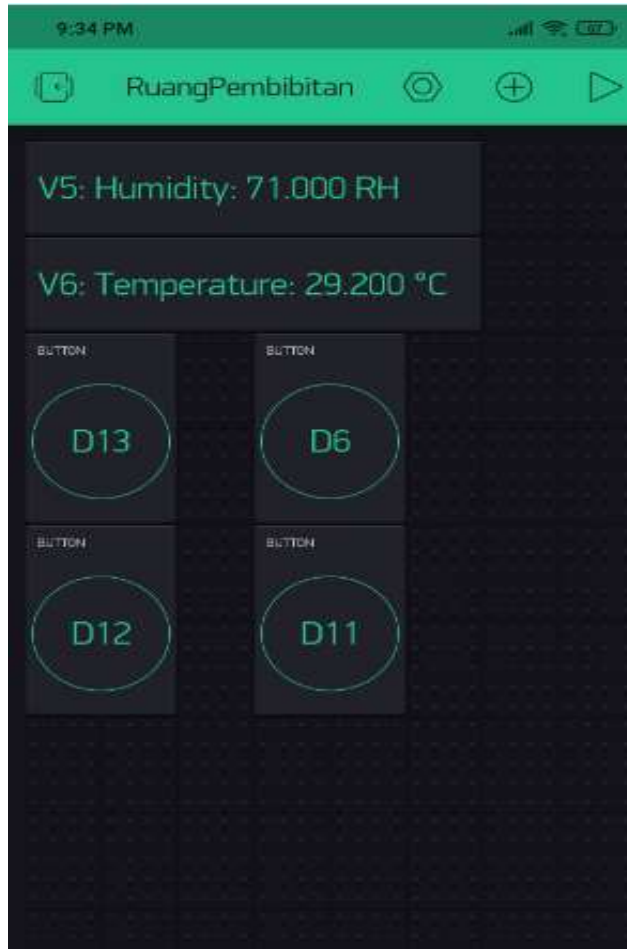 9:34 PM 67
RuangPembibitan
V5: Humidity: 71.000 RH
V6: Temperature: 29.200 °C
BUTTON BUTTON
D13 D6
BUTTON BUTTON
D12 D11